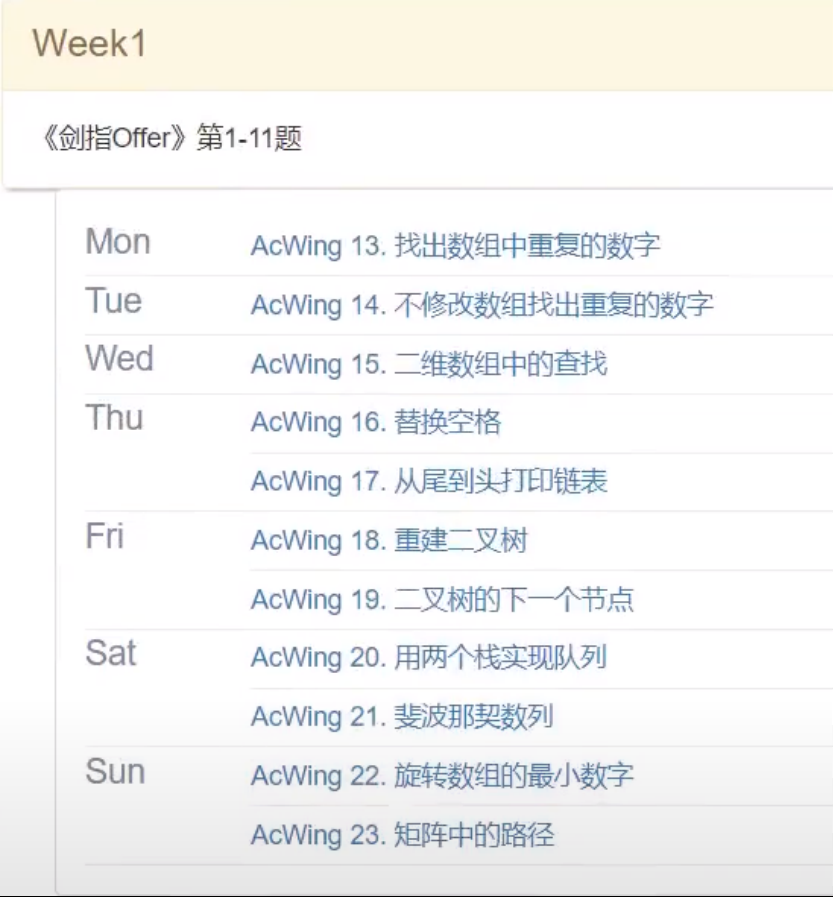 Week1
《剑指Offer》第1-11题
Mon AcWing 13. 找出数组中重复的数字
Tue AcWing 14. 不修改数组找出重复的数字
Wed AcWing 15. 二维数组中的查找
Thu AcWing 16. 替换空格
AcWing 17. 从尾到头打印链表
Fri AcWing 18. 重建二叉树
AcWing 19. 二叉树的下一个节点
Sat AcWing 20. 用两个栈实现队列
AcWing 21. 斐波那契数列
Sun AcWing 22. 旋转数组的最小数字
AcWing 23. 矩阵中的路径